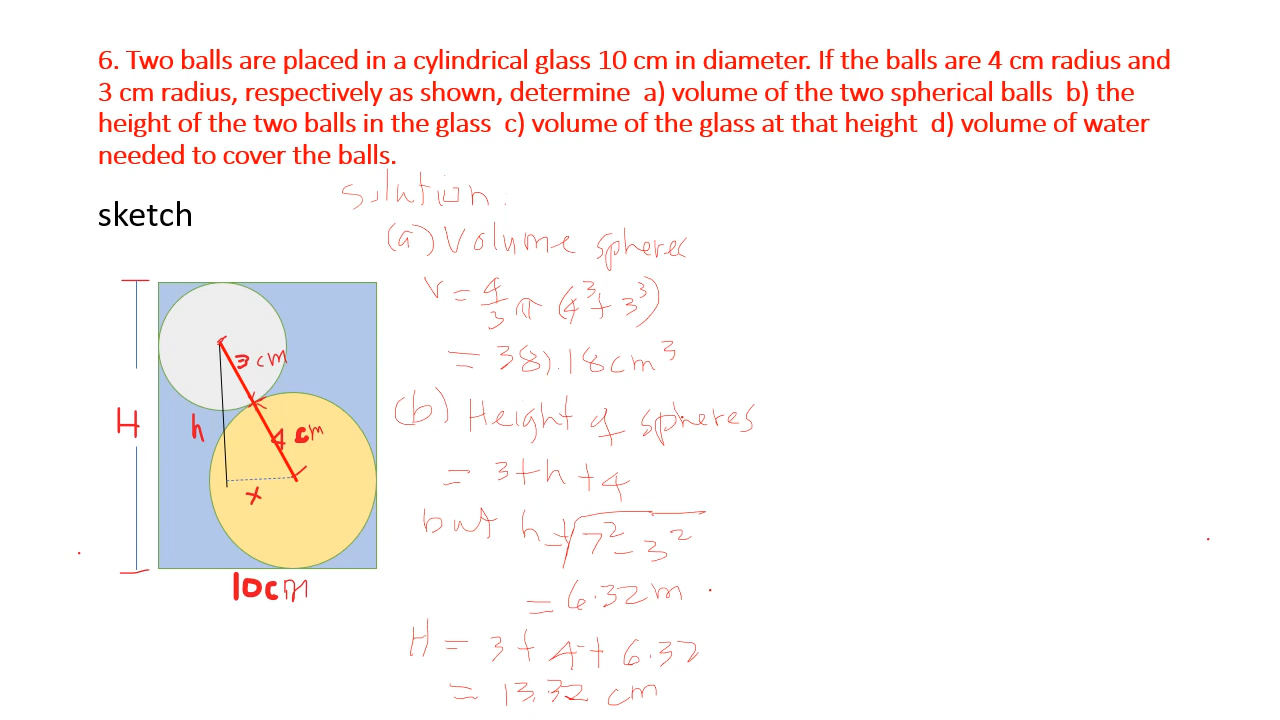 6. Two balls are placed in a cylindrical glass 10 cm in diameter. If the balls are 4 cm radius and
3 cm radius, respectively as shown, determine a) volume of the two spherical balls b) the
height of the two balls in the glass c) volume of the glass at that height d) volume of water
needed to cover the balls.
solution.
sketch
(a) Volume spheres
V = 4/3 π (4³ + 3³)
= 381.18 cm³
(b) Height of spheres
= 3 + h + 4
but h = √7² - 3²
= 6.32 m.
H = 3 + 4 + 6.32
= 13.32 cm
3 cm
H
h
4 cm
x
10cm